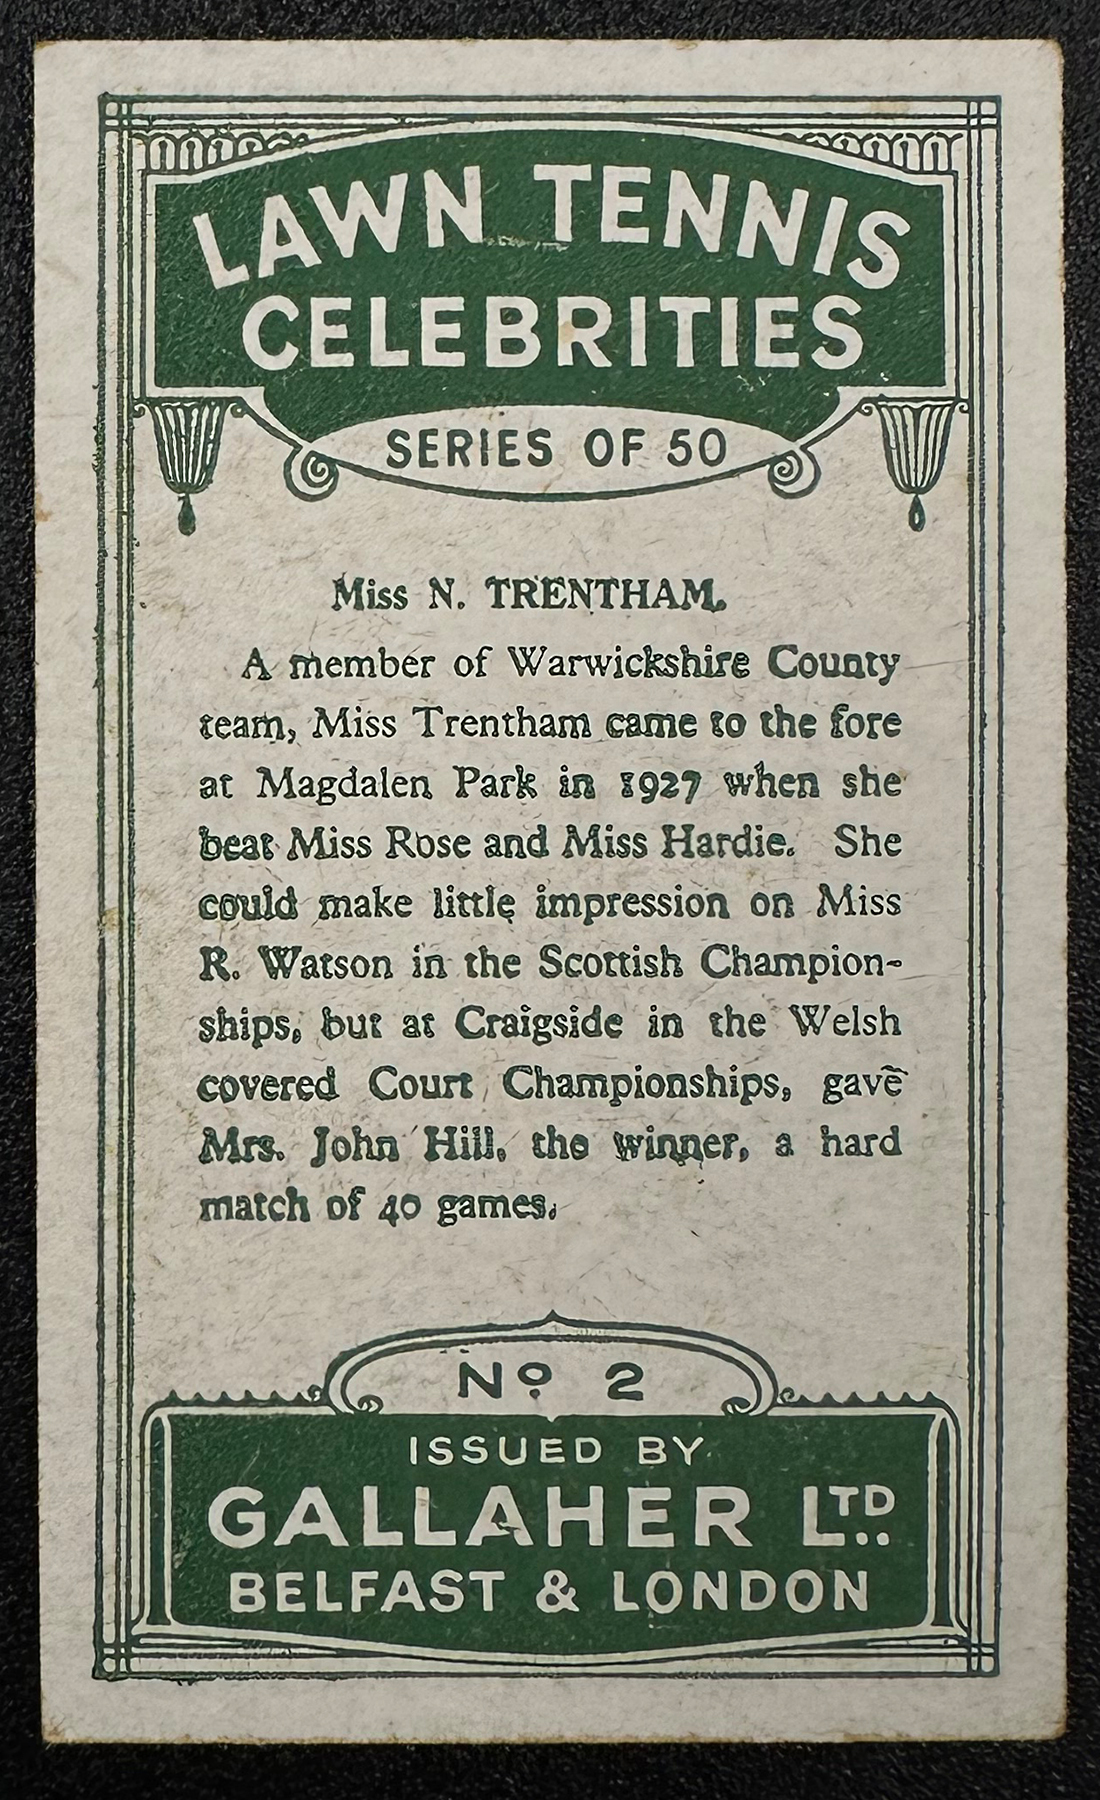 LAWN TENNIS
CELEBRITIES
SERIES OF 50
Miss N. TRENTHAM.
A member of Warwickshire County
team, Miss Trentham came to the fore
at Magdalen Park in 1927 when she
beat Miss Rose and Miss Hardie. She
could make little impression on Miss
R. Watson in the Scottish Champion-
ships, but at Craigside in the Welsh
covered Court Championships, gave
Mrs. John Hill, the winner, a hard
match of 40 games.
No. 2
ISSUED BY
GALLAHER LTD.
BELFAST & LONDON